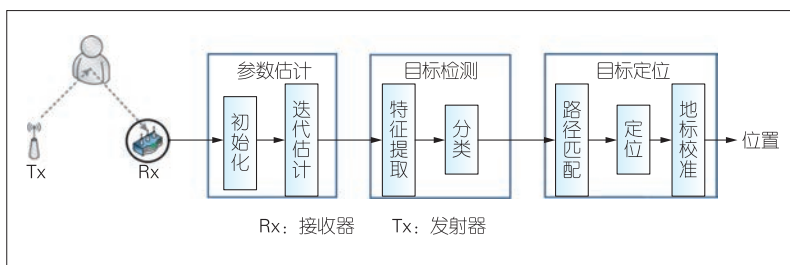 参数估计
目标检测
目标定位
初始化
迭代估计
特征提取
分类
路径匹配
定位
地标校准
位置
Tx
Rx
Rx：接收器 Tx：发射器